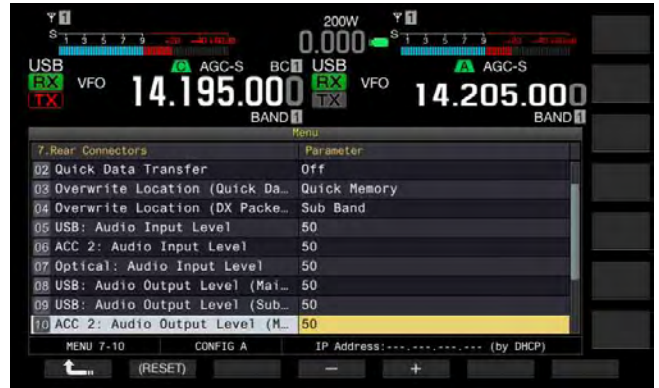 1 200W 1
S 1 3 5 7 9 +20 +40 +60dB 0.000 S 1 3 5 7 9 +20 +40 +60dB
USB C AGC-S BC1 USB A AGC-S
RX VFO 14.195.000 RX VFO 14.205.000
TX TX
BAND 1 BAND 1
Menu
7.Rear Connectors Parameter
02 Quick Data Transfer Off
03 Overwrite Location (Quick Da… Quick Memory
04 Overwrite Location (DX Packe… Sub Band
05 USB: Audio Input Level 50
06 ACC 2: Audio Input Level 50
07 Optical: Audio Input Level 50
08 USB: Audio Output Level (Mai… 50
09 USB: Audio Output Level (Sub… 50
10 ACC 2: Audio Output Level (M… 50
MENU 7-10 CONFIG A IP Address:---.---.---.--- (by DHCP)
(RESET) − +